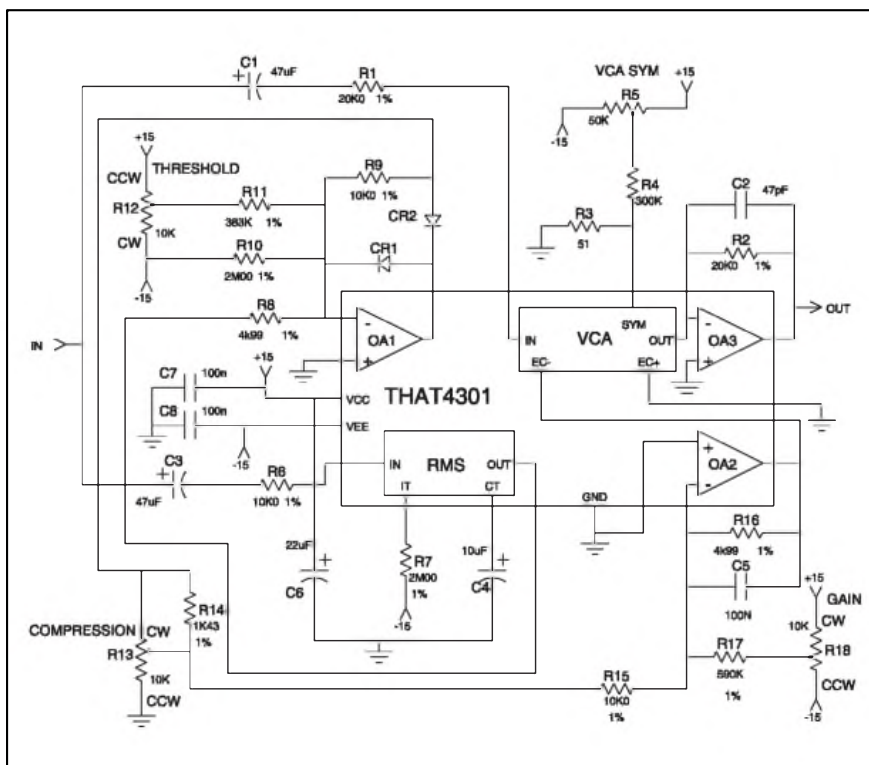 C1
+
47uF
R1
20K0 1%
VCA SYM
+15
R5
50K
-15
+15
CCW
THRESHOLD
R12
10K
CW
-15
R11
383K 1%
R10
2M00 1%
R9
10K0 1%
CR2
CR1
R4
300K
R3
51
C2
47pF
R2
20K0 1%
R8
4k99 1%
-
+
OA1
IN
SYM
VCA
OUT
EC-
EC+
-
+
OA3
OUT
IN
C7
100n
+15
C8
100n
-15
VCC
VEE
THAT4301
+
C3
47uF
R6
10K0 1%
IN
RMS
OUT
IT
CT
GND
+
-
OA2
22uF
+
C6
R7
2M00
1%
-15
10uF
+
C4
R16
4k99 1%
C5
100N
+15
GAIN
10K
CW
R18
CCW
-15
R17
590K
1%
R14
1K43
1%
COMPRESSION
CW
R13
10K
CCW
R15
10K0
1%